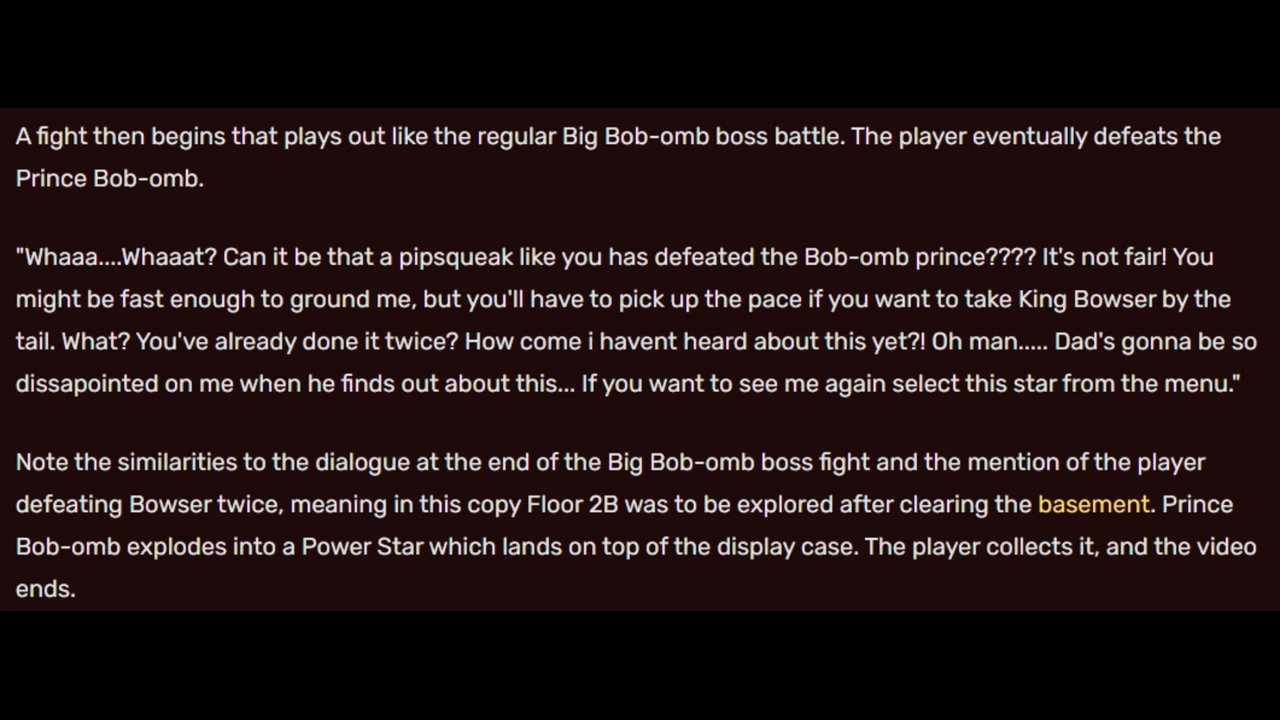 A fight then begins that plays out like the regular Big Bob-omb boss battle. The player eventually defeats the
Prince Bob-omb.
"Whaaa....Whaaat? Can it be that a pipsqueak like you has defeated the Bob-omb prince???? It's not fair! You
might be fast enough to ground me, but you'll have to pick up the pace if you want to take King Bowser by the
tail. What? You've already done it twice? How come i havent heard about this yet?! Oh man..... Dad's gonna be so
dissapointed on me when he finds out about this... If you want to see me again select this star from the menu."
Note the similarities to the dialogue at the end of the Big Bob-omb boss fight and the mention of the player
defeating Bowser twice, meaning in this copy Floor 2B was to be explored after clearing the basement. Prince
Bob-omb explodes into a Power Star which lands on top of the display case. The player collects it, and the video
ends.